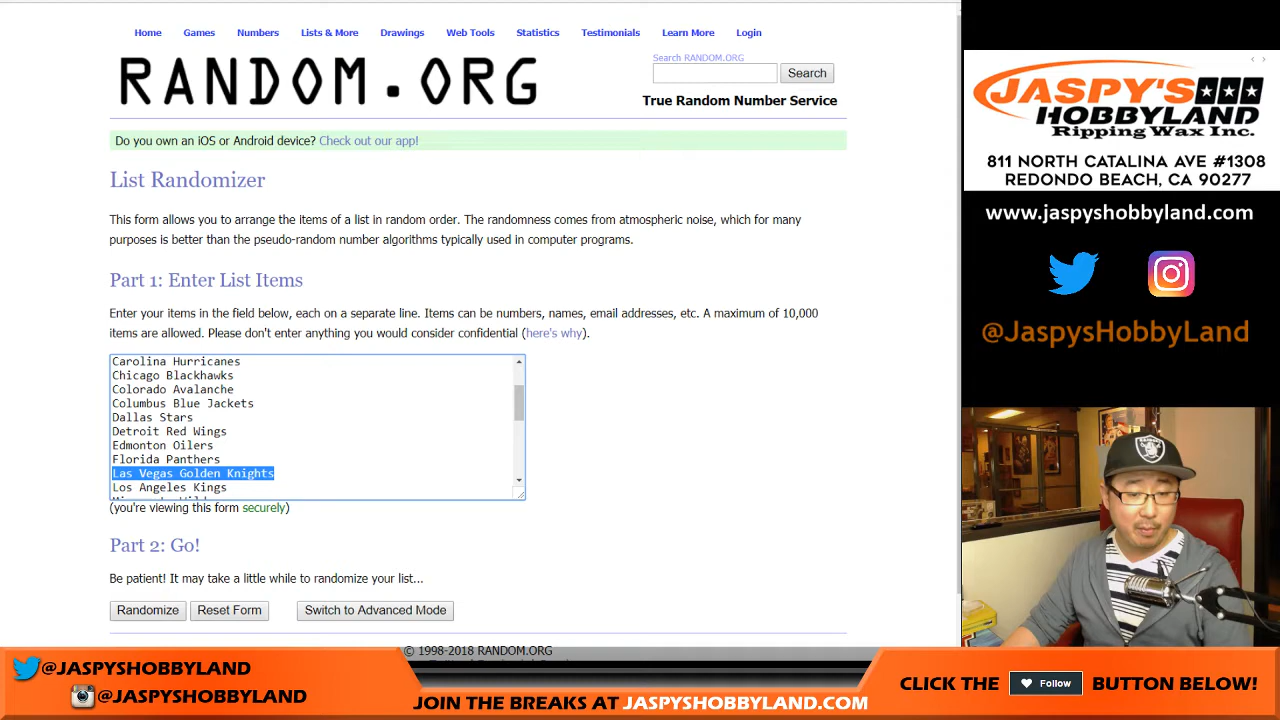 Home Games Numbers Lists & More Drawings Web Tools Statistics Testimonials Learn More Login
RANDOM.ORG
Search RANDOM.ORG
Search
True Random Number Service
Do you own an iOS or Android device? Check out our app!
List Randomizer
This form allows you to arrange the items of a list in random order. The randomness comes from atmospheric noise, which for many
purposes is better than the pseudo-random number algorithms typically used in computer programs.
Part 1: Enter List Items
Enter your items in the field below, each on a separate line. Items can be numbers, names, email addresses, etc. A maximum of 10,000
items are allowed. Please don't enter anything you would consider confidential (here's why).
Carolina Hurricanes
Chicago Blackhawks
Colorado Avalanche
Columbus Blue Jackets
Dallas Stars
Detroit Red Wings
Edmonton Oilers
Florida Panthers
Las Vegas Golden Knights
Los Angeles Kings
(you're viewing this form securely)
Part 2: Go!
Be patient! It may take a little while to randomize your list...
Randomize Reset Form Switch to Advanced Mode
© 1998-2018 RANDOM.ORG
JASPY'S
HOBBYLAND
Ripping Wax Inc.
811 NORTH CATALINA AVE #1308
REDONDO BEACH, CA 90277
www.jaspyshobbyland.com
@JaspysHobbyLand
RAIDERS
@JASPYSHOBBYLAND
@JASPYSHOBBYLAND
JOIN THE BREAKS AT JASPYSHOBBYLAND.COM
CLICK THE Follow BUTTON BELOW!